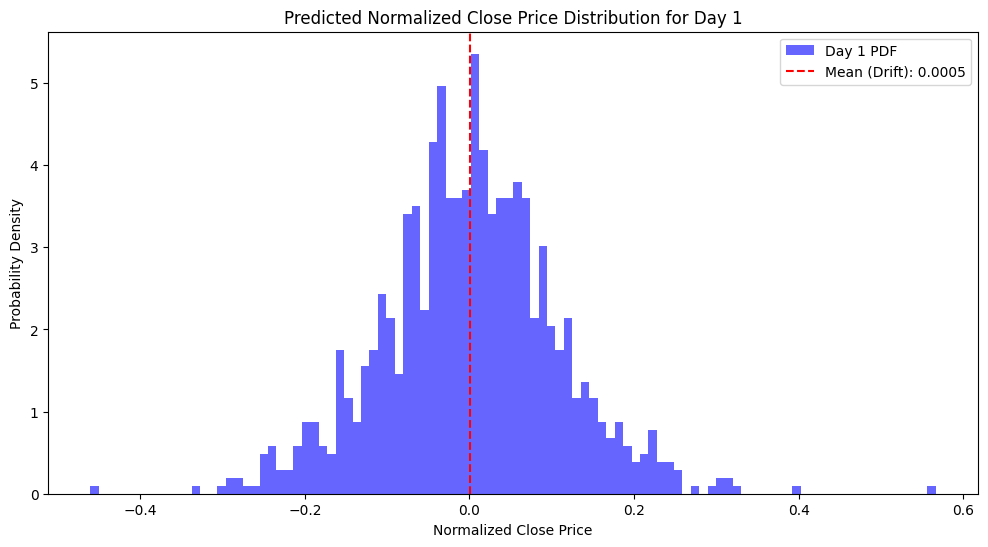 Predicted Normalized Close Price Distribution for Day 1
Day 1 PDF
Mean (Drift): 0.0005
Probability Density
5
4
3
2
1
0
−0.4
−0.2
0.0
0.2
0.4
0.6
Normalized Close Price